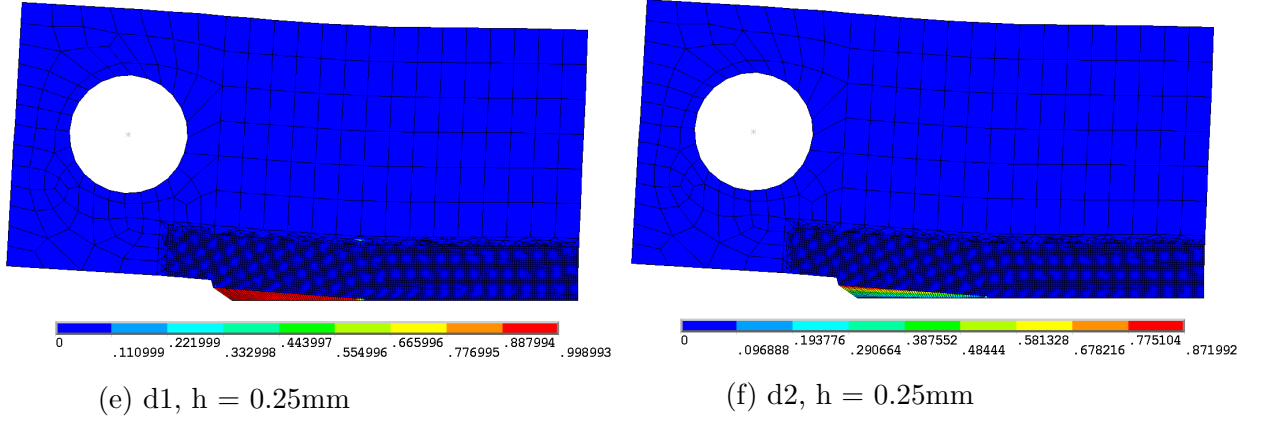 0 .221999 .443997 .665996 .887994
.110999 .332998 .554996 .776995 .998993
(e) d1, h = 0.25mm
0 .193776 .387552 .581328 .775104
.096888 .290664 .48444 .678216 .871992
(f) d2, h = 0.25mm